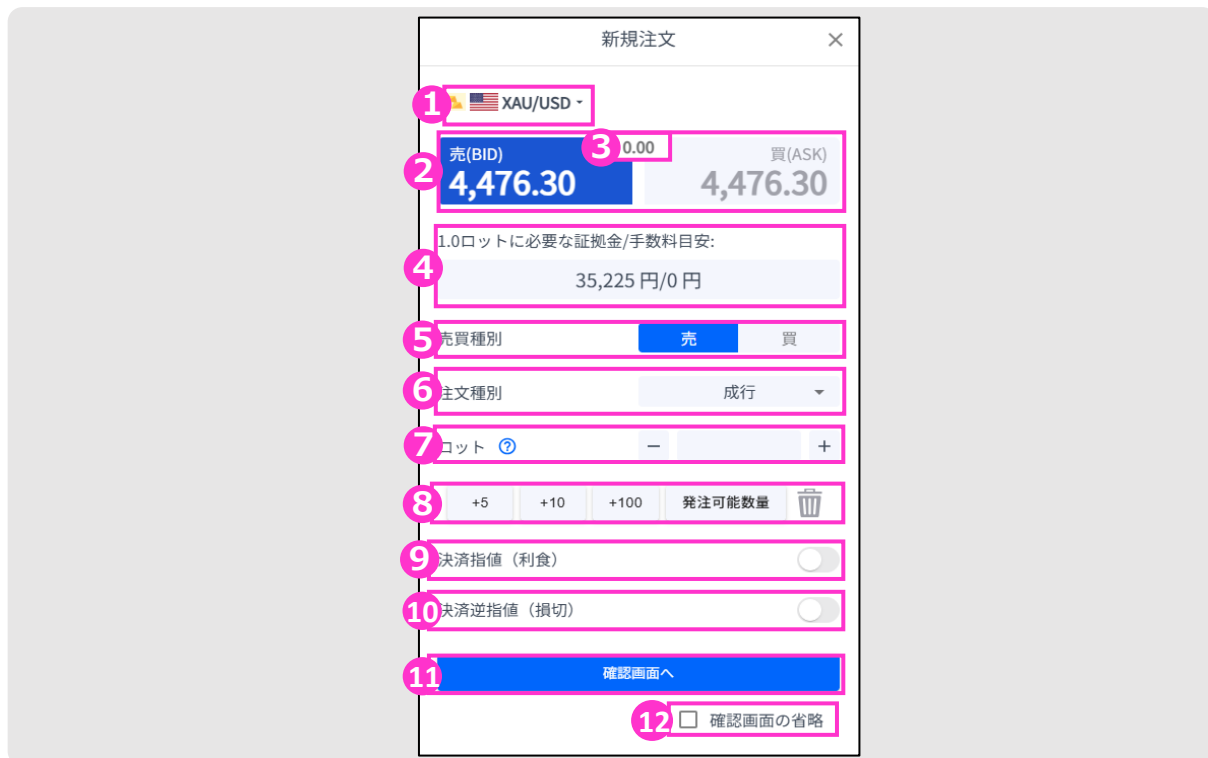 新規注文 ×
1 XAU/USD
3 0.00
2 売(BID) 買(ASK)
4,476.30 4,476.30
1.0ロットに必要な証拠金/手数料目安:
4 35,225 円/0 円
5 売買種別 売 買
6 注文種別 成行
7 ロット ? − +
8 +5 +10 +100 発注可能数量
9 決済指値（利食）
10 決済逆指値（損切）
11 確認画面へ
12 確認画面の省略